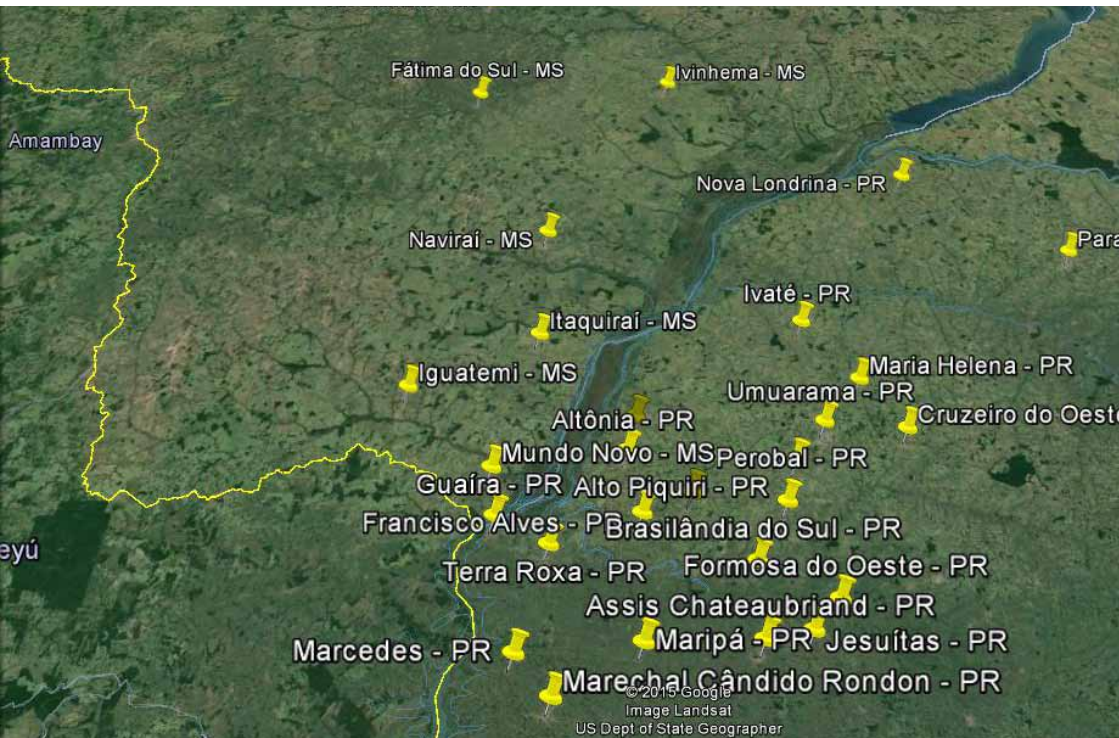 Fátima do Sul - MS
Ivinhema - MS
Amambay
Nova Londrina - PR
Naviraí - MS
Para
Ivaté - PR
Itaquiraí - MS
Iguatemi - MS
Maria Helena - PR
Umuarama - PR
Altônia - PR
Cruzeiro do Oeste
Mundo Novo - MS
Perobal - PR
Guaíra - PR
Alto Piquiri - PR
Francisco Alves - PR
Brasilândia do Sul - PR
eyú
Terra Roxa - PR
Formosa do Oeste - PR
Assis Chateaubriand - PR
Marcedes - PR
Maripá - PR
Jesuítas - PR
Marechal Cândido Rondon - PR
© 2015 Google
Image Landsat
US Dept of State Geographer